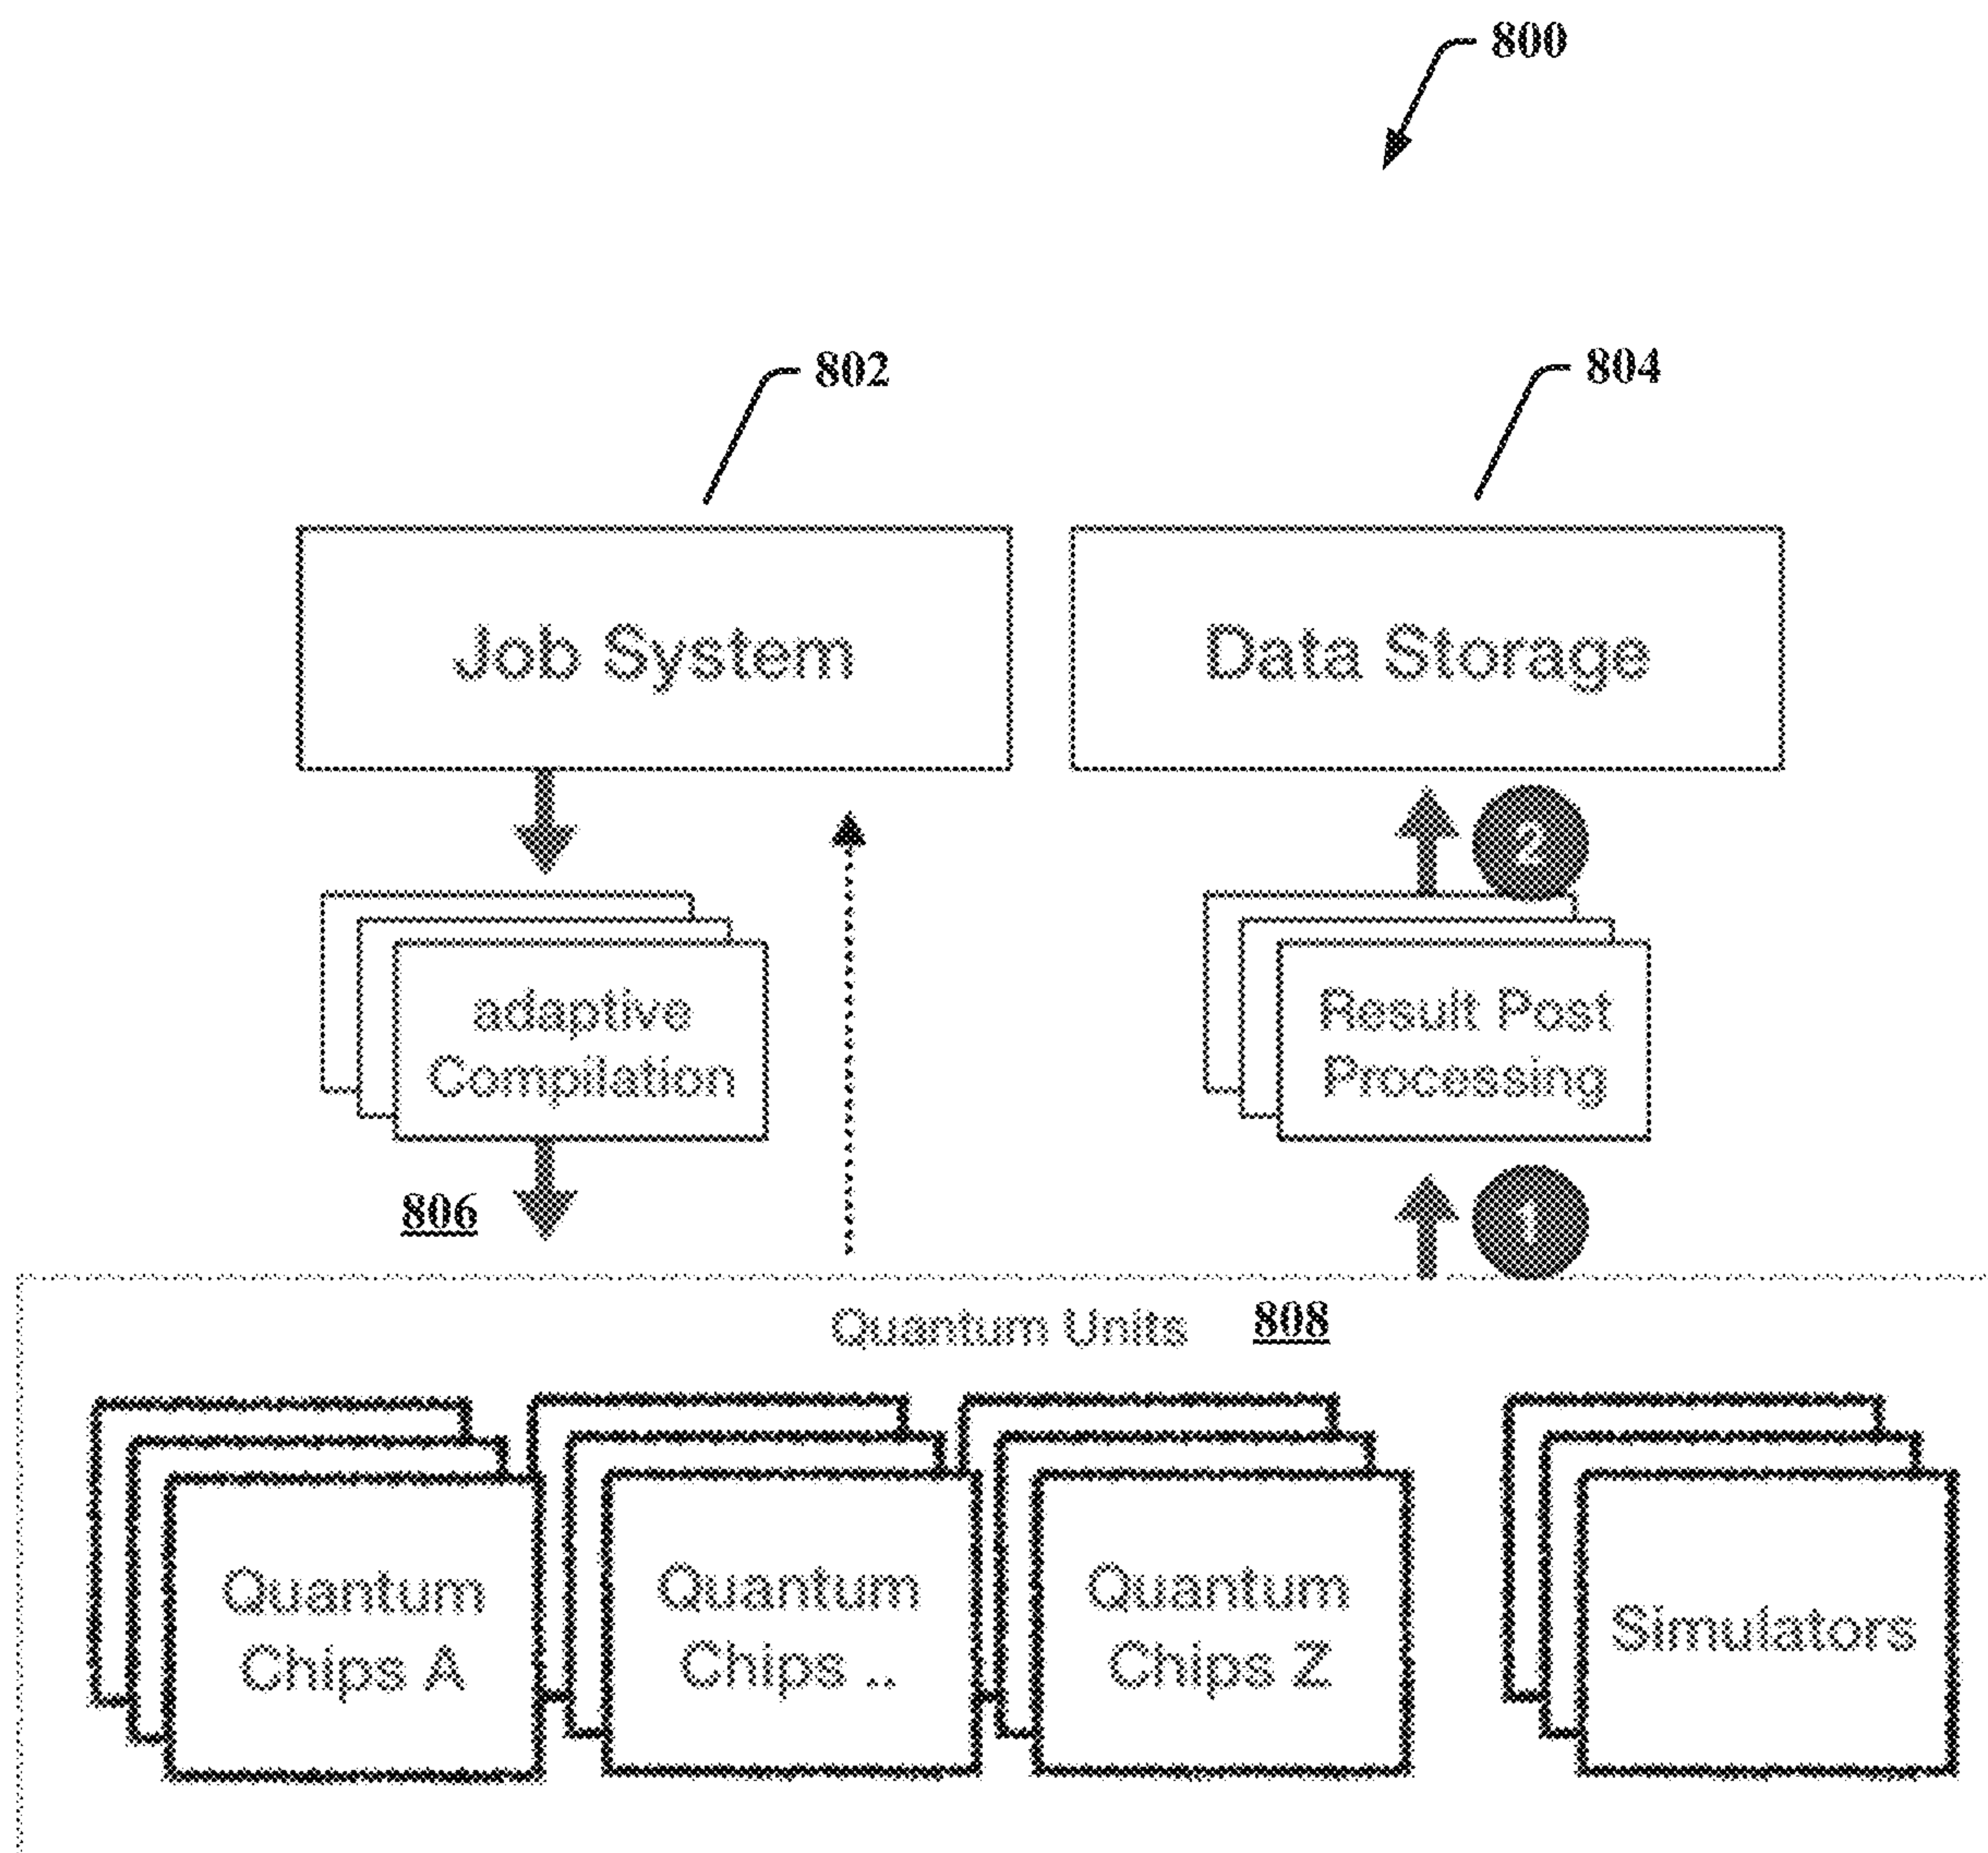 800
802
804
Job System
Data Storage
2
adaptive
Compilation
Result Post
Processing
806
1
Quantum Units 808
Quantum
Chips A
Quantum
Chips ..
Quantum
Chips Z
Simulators